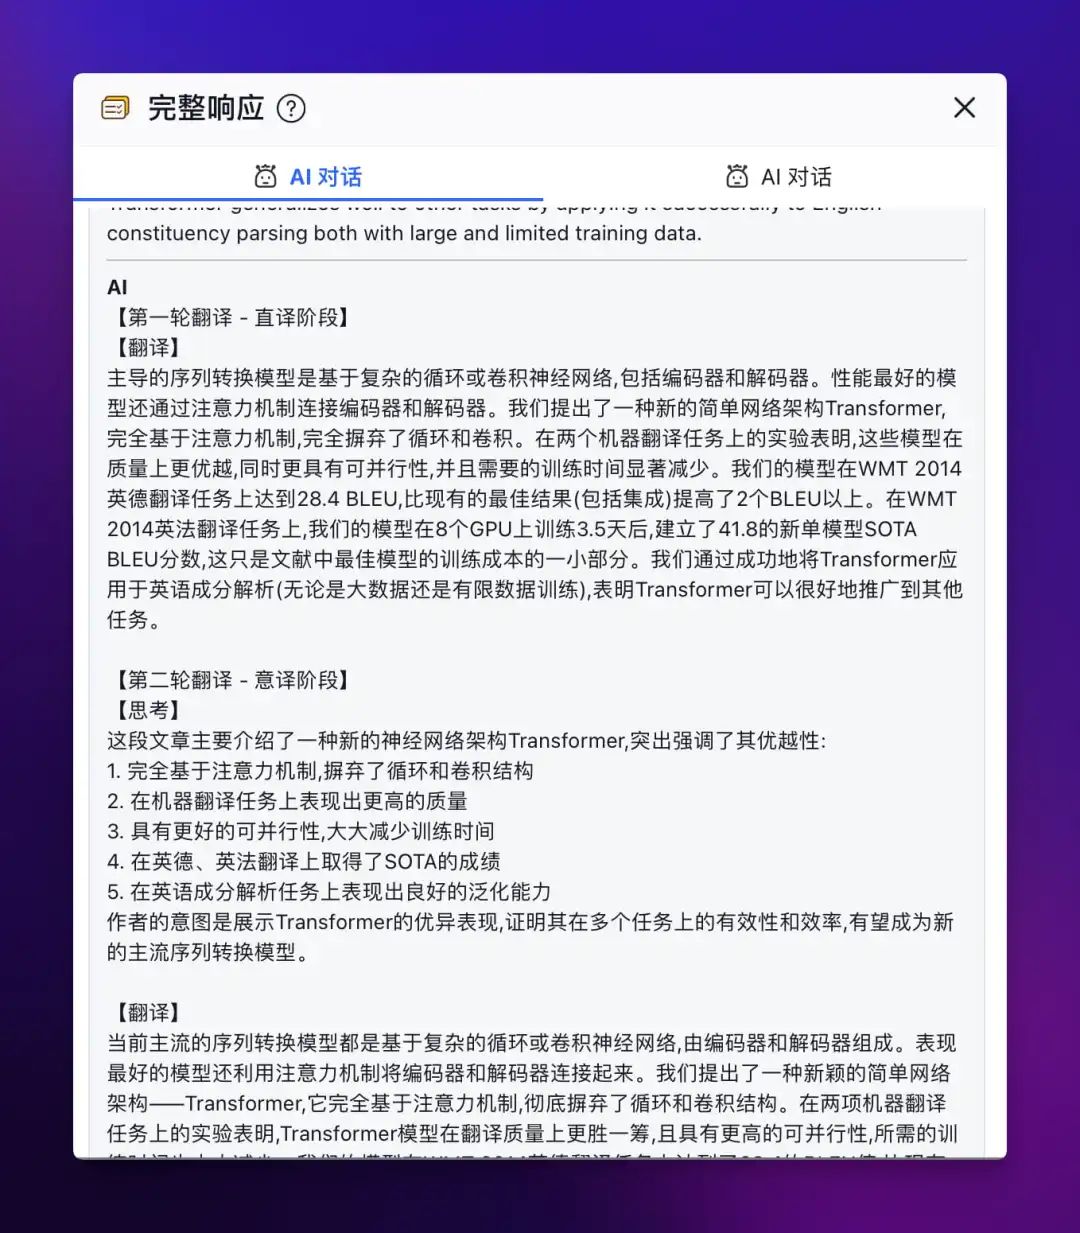 完整响应 ?
AI 对话
AI 对话
Transformer generalizes well to other tasks by applying it successfully to English
constituency parsing both with large and limited training data.
AI
【第一轮翻译 - 直译阶段】
【翻译】
主导的序列转换模型是基于复杂的循环或卷积神经网络,包括编码器和解码器。性能最好的模
型还通过注意力机制连接编码器和解码器。我们提出了一种新的简单网络架构Transformer,
完全基于注意力机制,完全摒弃了循环和卷积。在两个机器翻译任务上的实验表明,这些模型在
质量上更优越,同时更具有可并行性,并且需要的训练时间显著减少。我们的模型在WMT 2014
英德翻译任务上达到28.4 BLEU,比现有的最佳结果(包括集成)提高了2个BLEU以上。在WMT
2014英法翻译任务上,我们的模型在8个GPU上训练3.5天后,建立了41.8的新单模型SOTA
BLEU分数,这只是文献中最佳模型的训练成本的一小部分。我们通过成功地将Transformer应
用于英语成分解析(无论是大数据还是有限数据训练),表明Transformer可以很好地推广到其他
任务。
【第二轮翻译 - 意译阶段】
【思考】
这段文章主要介绍了一种新的神经网络架构Transformer,突出强调了其优越性:
1. 完全基于注意力机制,摒弃了循环和卷积结构
2. 在机器翻译任务上表现出更高的质量
3. 具有更好的可并行性,大大减少训练时间
4. 在英德、英法翻译上取得了SOTA的成绩
5. 在英语成分解析任务上表现出良好的泛化能力
作者的意图是展示Transformer的优异表现,证明其在多个任务上的有效性和效率,有望成为新
的主流序列转换模型。
【翻译】
当前主流的序列转换模型都是基于复杂的循环或卷积神经网络,由编码器和解码器组成。表现
最好的模型还利用注意力机制将编码器和解码器连接起来。我们提出了一种新颖的简单网络
架构——Transformer,它完全基于注意力机制,彻底摒弃了循环和卷积结构。在两项机器翻译
任务上的实验表明,Transformer模型在翻译质量上更胜一筹,且具有更高的可并行性,所需的训